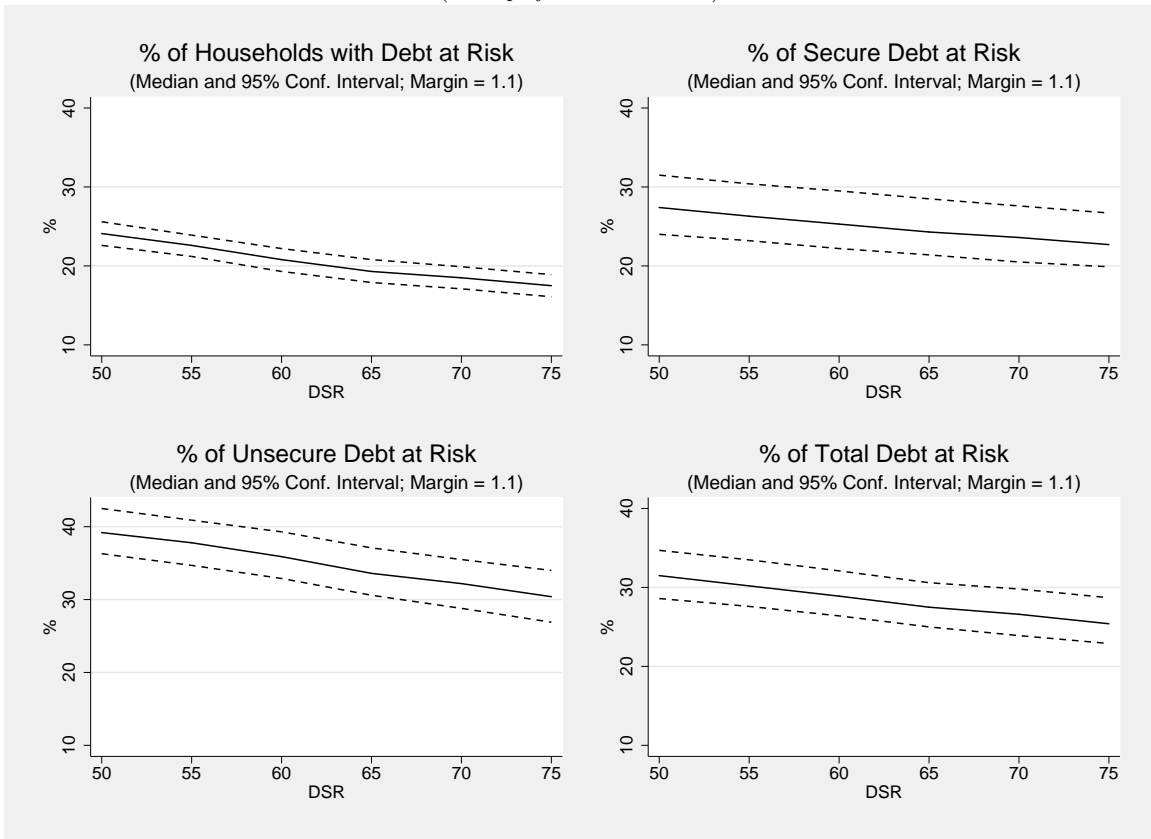 % of Households with Debt at Risk
(Median and 95% Conf. Interval; Margin = 1.1)
40
30
20
10
%
50 55 60 65 70 75
DSR
% of Secure Debt at Risk
(Median and 95% Conf. Interval; Margin = 1.1)
40
30
20
10
%
50 55 60 65 70 75
DSR
% of Unsecure Debt at Risk
(Median and 95% Conf. Interval; Margin = 1.1)
40
30
20
10
%
50 55 60 65 70 75
DSR
% of Total Debt at Risk
(Median and 95% Conf. Interval; Margin = 1.1)
40
30
20
10
%
50 55 60 65 70 75
DSR